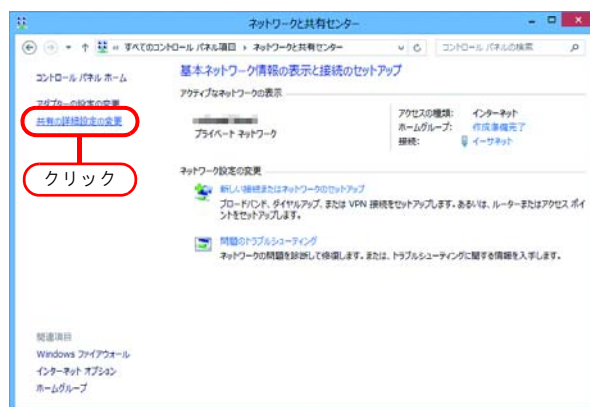 ネットワークと共有センター
すべてのコントロール パネル項目 › ネットワークと共有センター
コントロール パネルの検索
コントロール パネル ホーム
アダプターの設定の変更
共有の詳細設定の変更
クリック
基本ネットワーク情報の表示と接続のセットアップ
アクティブなネットワークの表示
プライベート ネットワーク
アクセスの種類: インターネット
ホームグループ: 作成準備完了
接続: イーサネット
ネットワーク設定の変更
新しい接続またはネットワークのセットアップ
ブロードバンド、ダイヤルアップ、または VPN 接続をセットアップします。あるいは、ルーターまたはアクセス ポイ
ントをセットアップします。
問題のトラブルシューティング
ネットワークの問題を診断して修復します。または、トラブルシューティングに関する情報を入手します。
関連項目
Windows ファイアウォール
インターネット オプション
ホームグループ